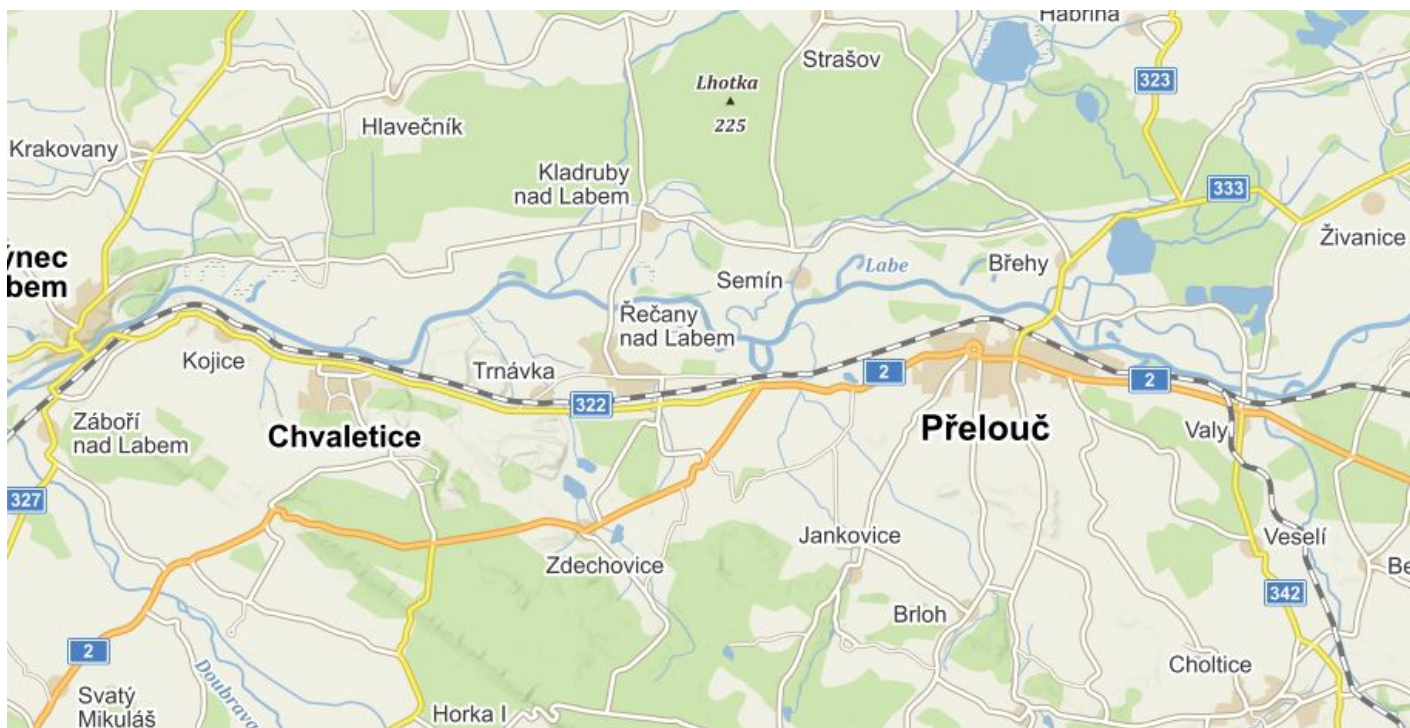 Habřina
Strašov
323
Lhotka
225
Hlavečník
Krakovany
Kladruby
nad Labem
333
Živanice
ýnec
bem
Břehy
Labe
Semín
Řečany
nad Labem
Kojice
Trnávka
2
2
322
Přelouč
Valy
Záboří
nad Labem
Chvaletice
327
Jankovice
Veselí
Zdechovice
Be
342
Brloh
2
Choltice
Doubrava
Svatý
Mikuláš
Horka I